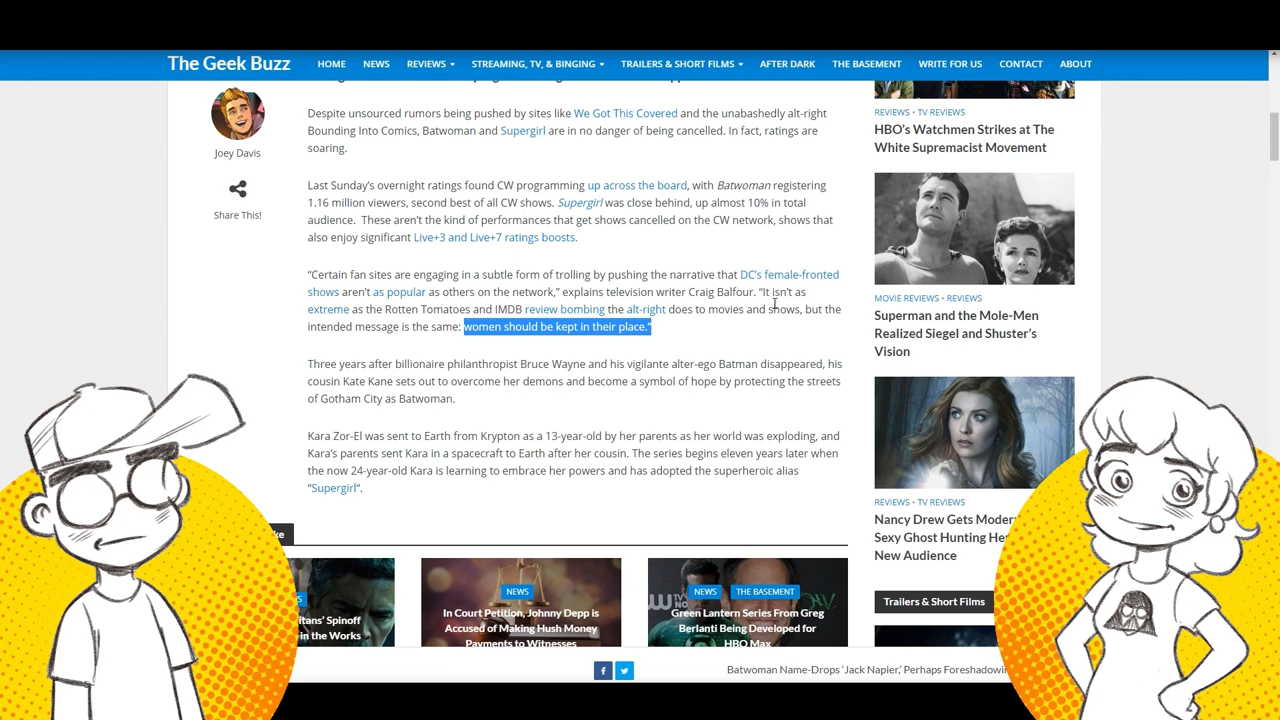 The Geek Buzz
HOME
NEWS
REVIEWS
STREAMING, TV, & BINGING
TRAILERS & SHORT FILMS
AFTER DARK
THE BASEMENT
WRITE FOR US
CONTACT
ABOUT
Joey Davis
Share This!
Despite unsourced rumors being pushed by sites like We Got This Covered and the unabashedly alt-right
Bounding Into Comics, Batwoman and Supergirl are in no danger of being cancelled. In fact, ratings are
soaring.
Last Sunday's overnight ratings found CW programming up across the board, with Batwoman registering
1.16 million viewers, second best of all CW shows. Supergirl was close behind, up almost 10% in total
audience. These aren't the kind of performances that get shows cancelled on the CW network, shows that
also enjoy significant Live+3 and Live+7 ratings boosts.
“Certain fan sites are engaging in a subtle form of trolling by pushing the narrative that DC's female-fronted
shows aren't as popular as others on the network,” explains television writer Craig Balfour. “It isn't as
extreme as the Rotten Tomatoes and IMDB review bombing the alt-right does to movies and shows, but the
intended message is the same: women should be kept in their place.”
Three years after billionaire philanthropist Bruce Wayne and his vigilante alter-ego Batman disappeared, his
cousin Kate Kane sets out to overcome her demons and become a symbol of hope by protecting the streets
of Gotham City as Batwoman.
Kara Zor-El was sent to Earth from Krypton as a 13-year-old by her parents as her world was exploding, and
Kara's parents sent Kara in a spacecraft to Earth after her cousin. The series begins eleven years later when
the now 24-year-old Kara is learning to embrace her powers and has adopted the superheroic alias
“Supergirl”.
REVIEWS • TV REVIEWS
HBO's Watchmen Strikes at The
White Supremacist Movement
MOVIE REVIEWS • REVIEWS
Superman and the Mole-Men
Realized Siegel and Shuster's
Vision
REVIEWS • TV REVIEWS
Nancy Drew Gets Moder
Sexy Ghost Hunting He
New Audience
Trailers & Short Films
ke
S
itans' Spinoff
in the Works
NEWS
In Court Petition, Johnny Depp is
Accused of Making Hush Money
Payments to Witnesses
NEWS
THE BASEMENT
Green Lantern Series From Greg
Berlanti Being Developed for
HBO Max
Batwoman Name-Drops ‘Jack Napier,’ Perhaps Foreshadowin